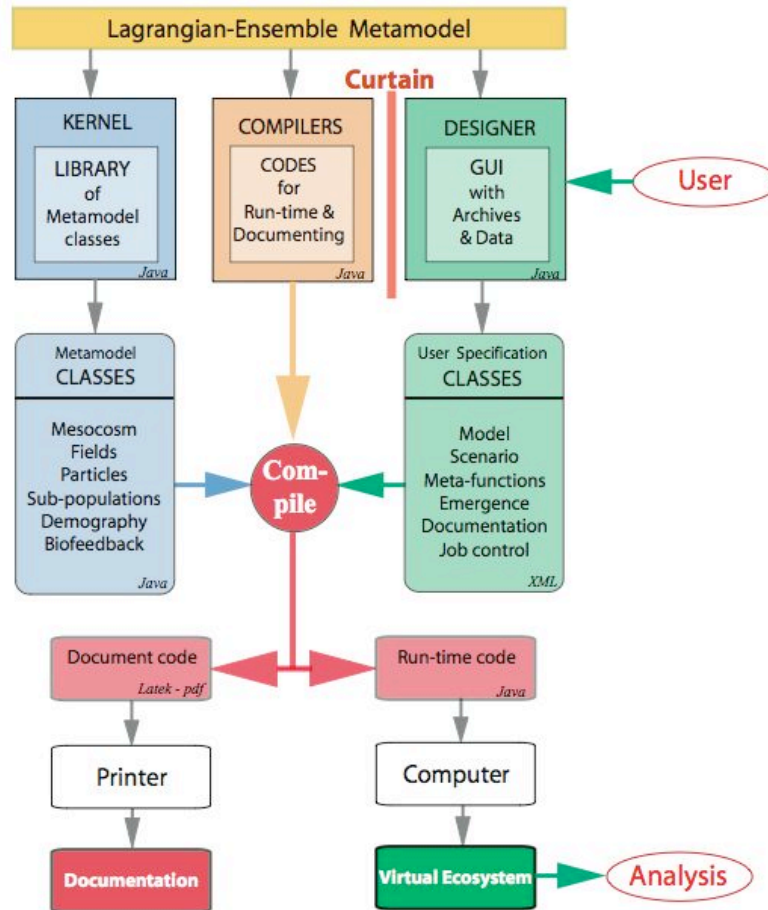 Lagrangian-Ensemble Metamodel
Curtain
KERNEL
LIBRARY
of
Metamodel
classes
Java
COMPILERS
CODES
for
Run-time &
Documenting
Java
DESIGNER
GUI
with
Archives
& Data
Java
User
Metamodel
CLASSES
Mesocosm
Fields
Particles
Sub-populations
Demography
Biofeedback
Java
Com-
pile
User Specification
CLASSES
Model
Scenario
Meta-functions
Emergence
Documentation
Job control
XML
Document code
Latek - pdf
Run-time code
Java
Printer
Computer
Documentation
Virtual Ecosystem
Analysis